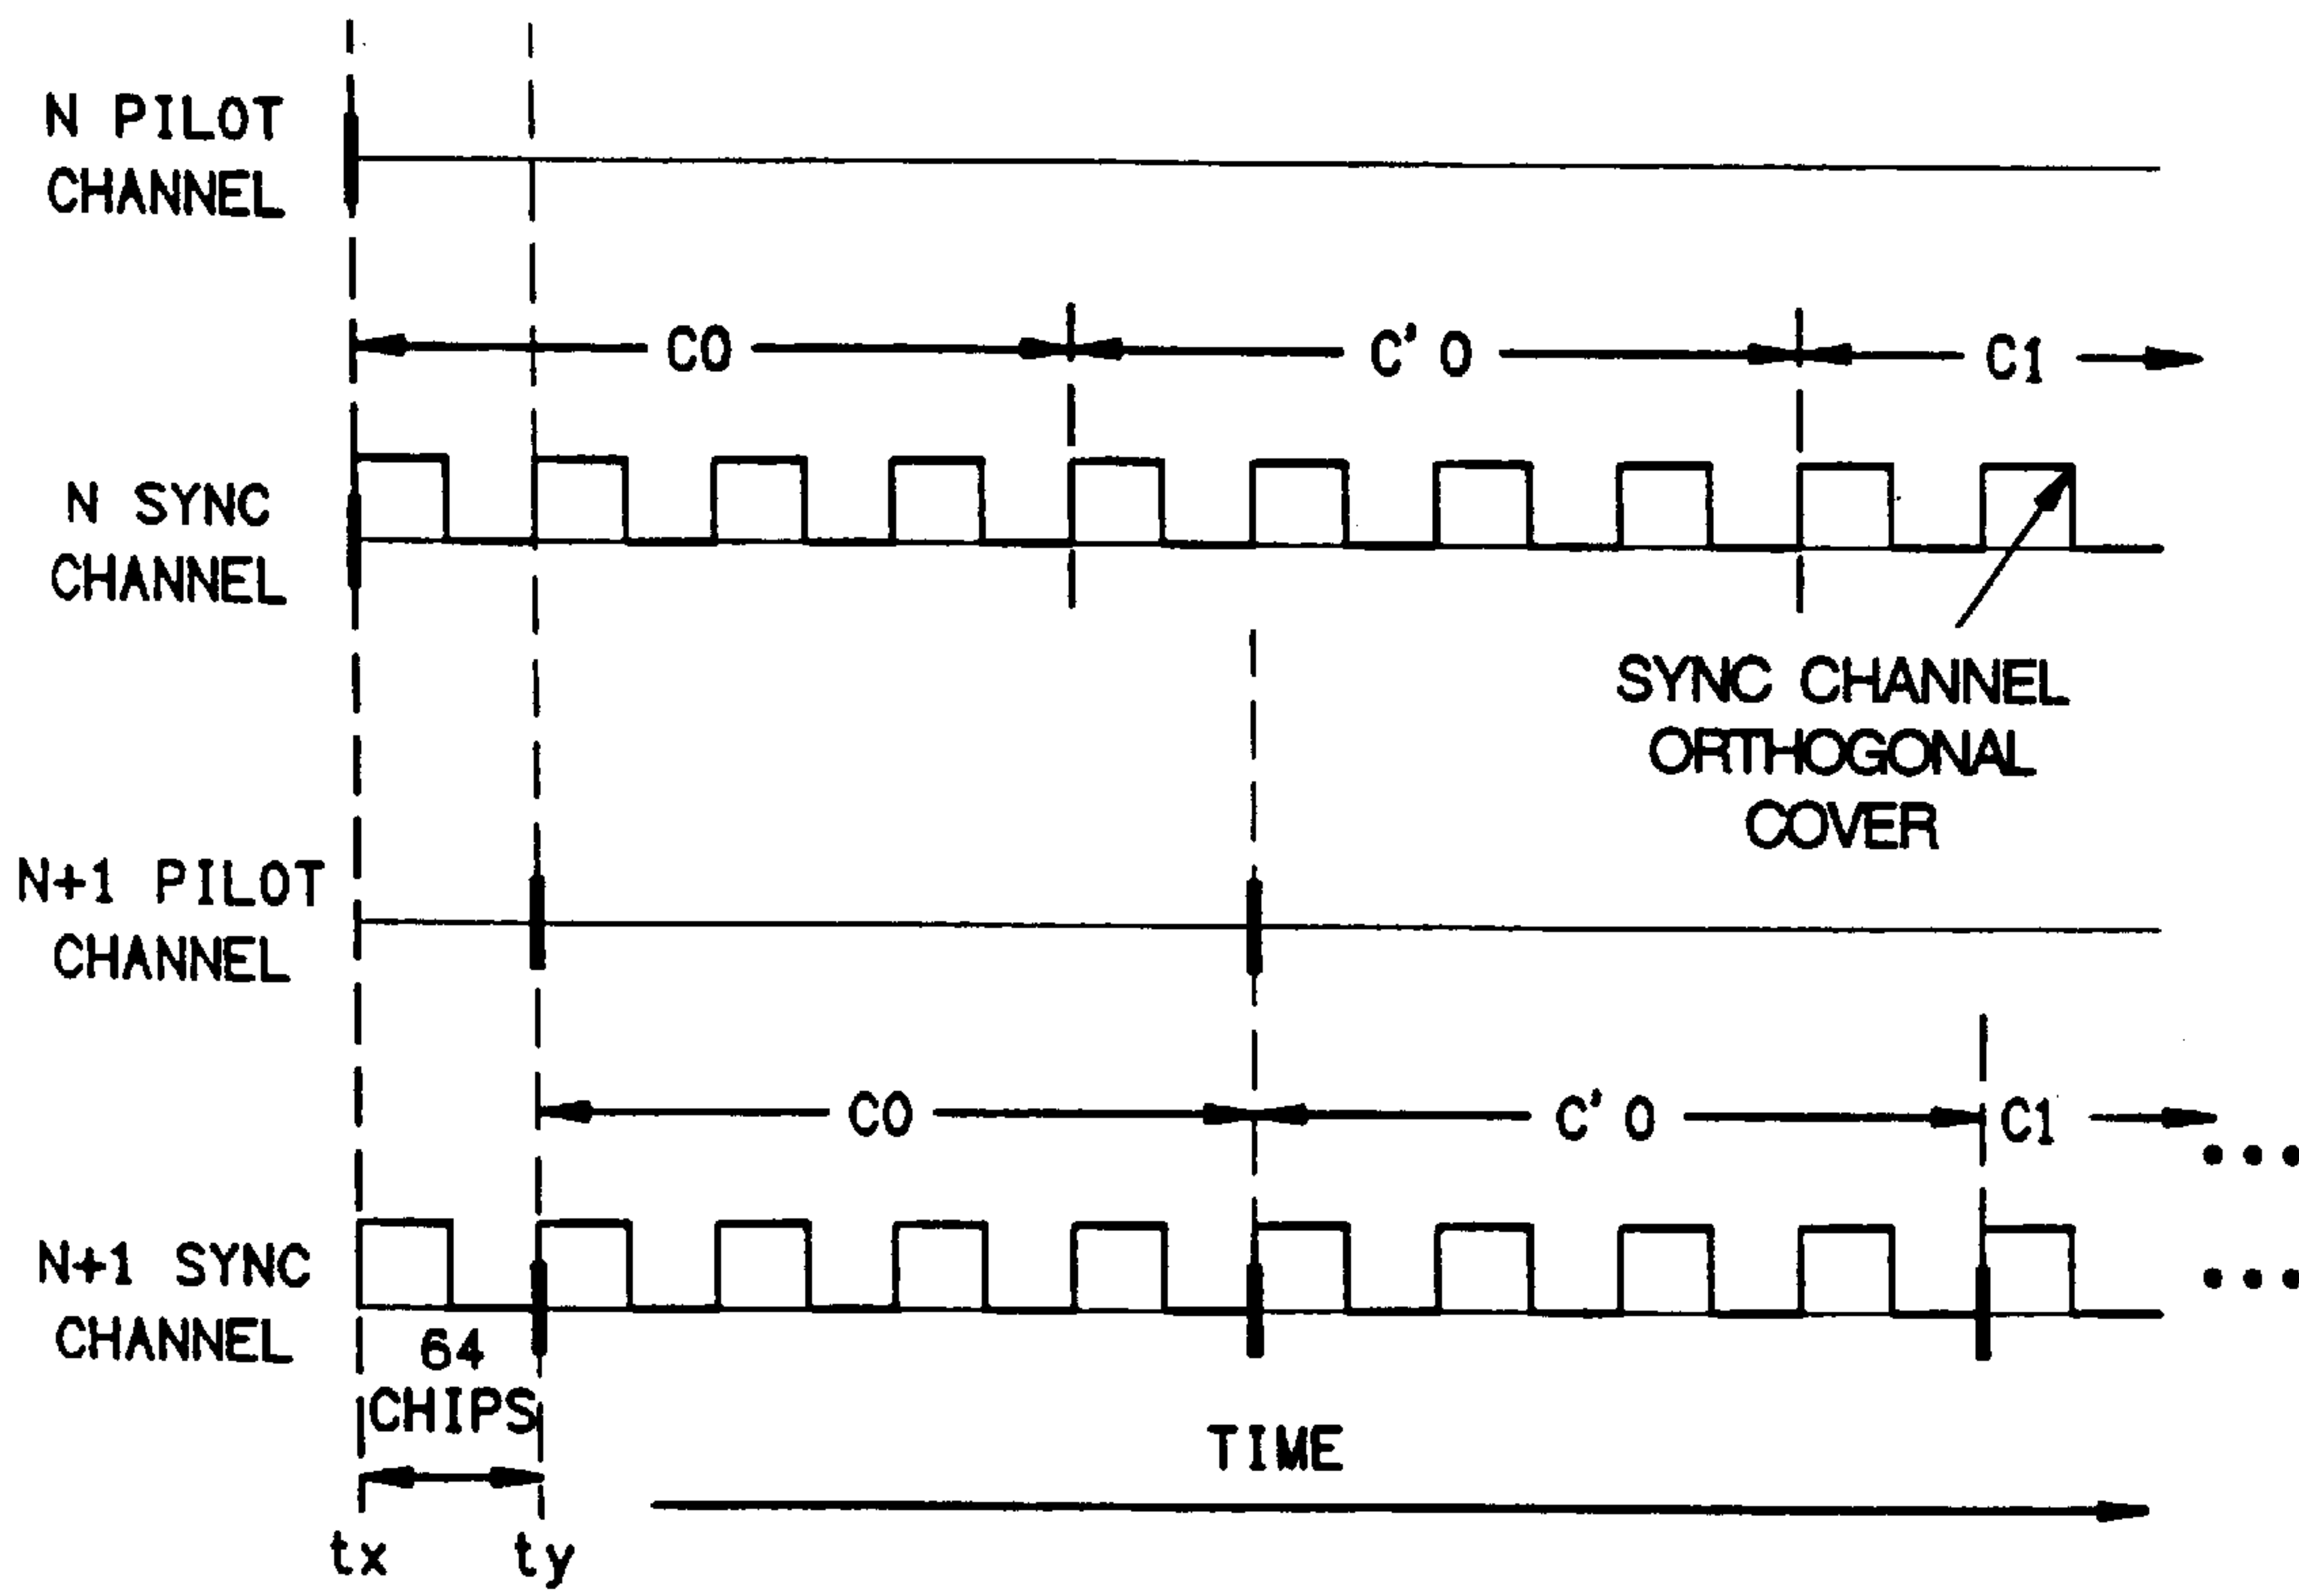 N PILOT
CHANNEL
C0
C'0
C1
N SYNC
CHANNEL
SYNC CHANNEL
ORTHOGONAL
COVER
N+1 PILOT
CHANNEL
C0
C'0
C1
N+1 SYNC
CHANNEL
64
CHIPS
TIME
tx
ty